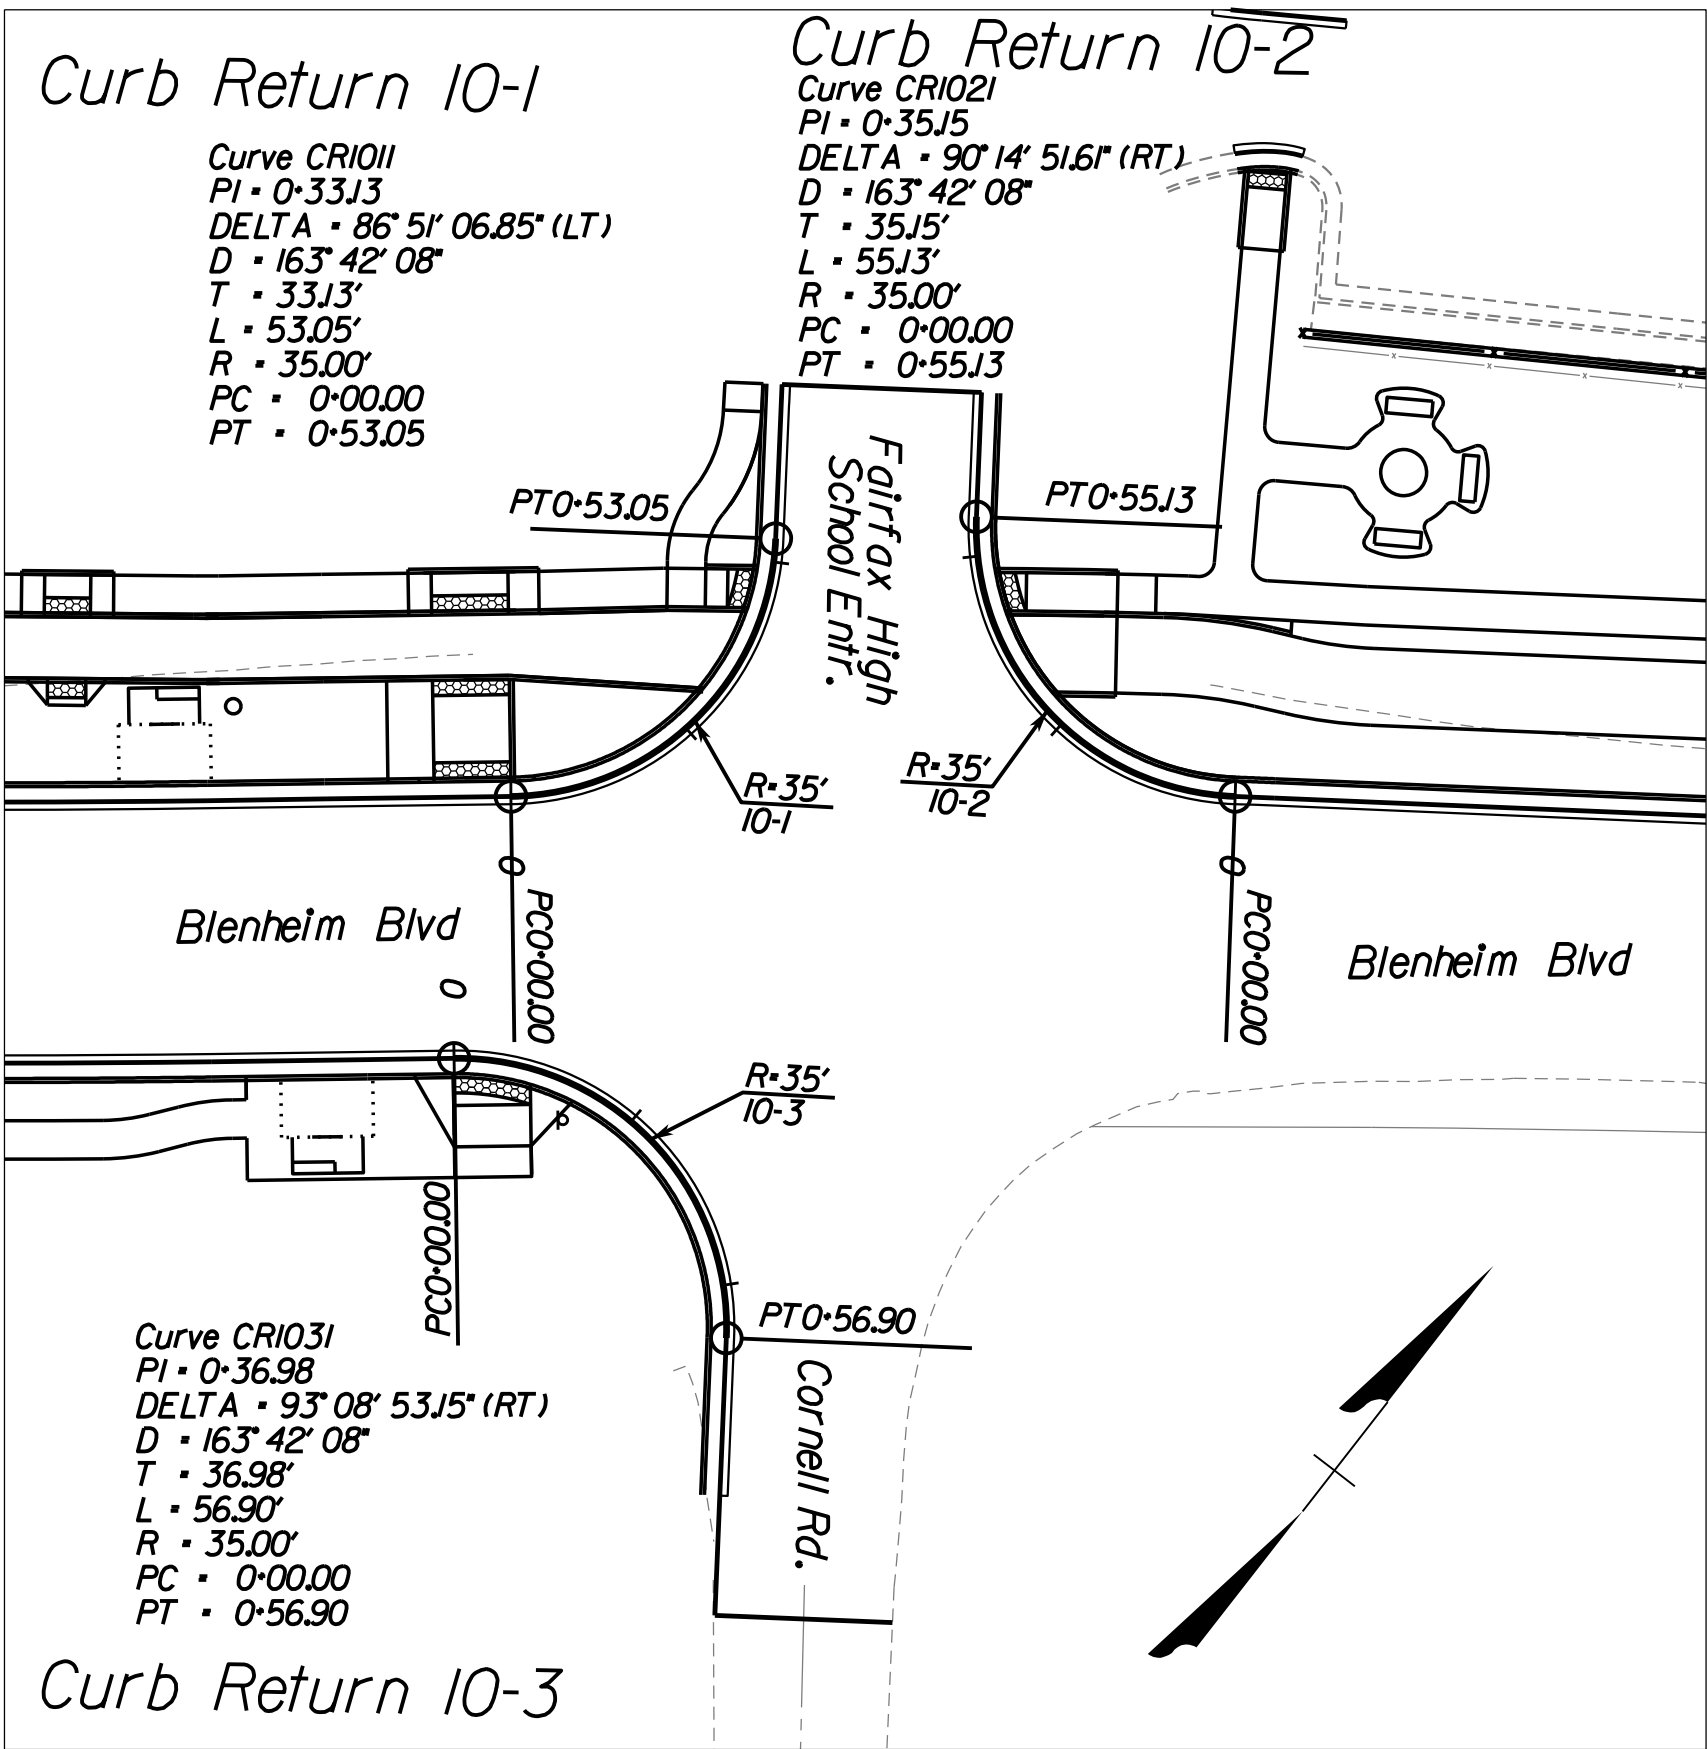 Curb Return 10-1
Curve CR1011
PI = 0+33.13
DELTA = 86° 51' 06.85" (LT)
D = 163° 42' 08"
T = 33.13'
L = 53.05'
R = 35.00'
PC = 0+00.00
PT = 0+53.05
Curb Return 10-2
Curve CR1021
PI = 0+35.15
DELTA = 90° 14' 51.61" (RT)
D = 163° 42' 08"
T = 35.15'
L = 55.13'
R = 35.00'
PC = 0+00.00
PT = 0+55.13
x
x
x
x
PT0+53.05
Fairfax High
School Entr.
PT0+55.13
R=35'
10-1
R=35'
10-2
0
PC0+00.00
0
PC0+00.00
Blenheim Blvd
Blenheim Blvd
0
R=35'
10-3
P
PC0+00.00
PT0+56.90
Cornell Rd.
Curve CR1031
PI = 0+36.98
DELTA = 93° 08' 53.15" (RT)
D = 163° 42' 08"
T = 36.98'
L = 56.90'
R = 35.00'
PC = 0+00.00
PT = 0+56.90
Curb Return 10-3